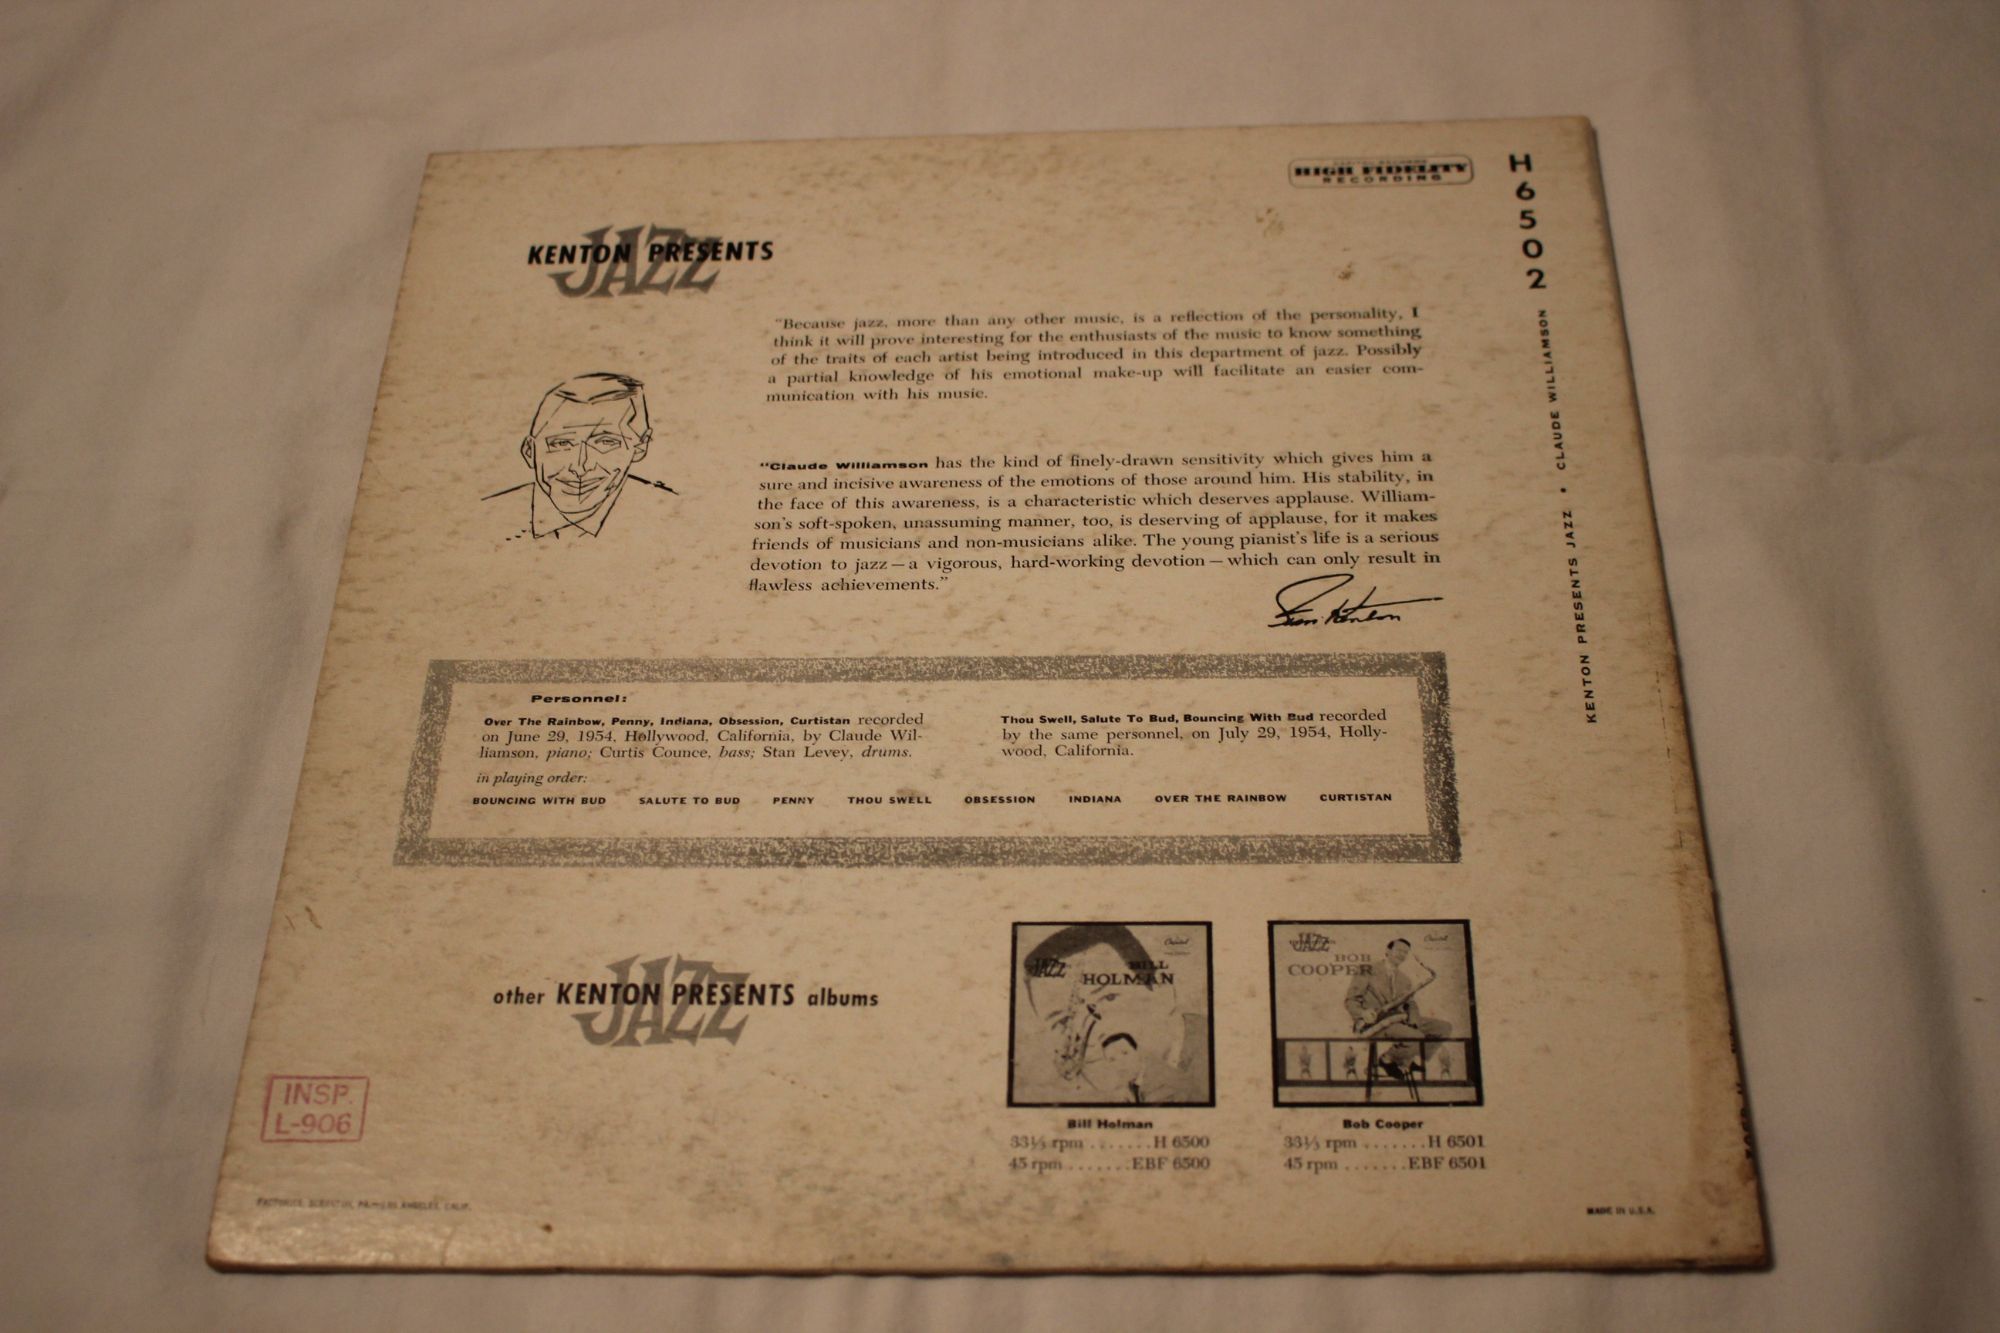 HIGH FIDELITY
RECORDING
H
6
5
0
2
KENTON PRESENTS
JAZZ
KENTON PRESENTS JAZZ • CLAUDE WILLIAMSON
"Because jazz, more than any other music, is a reflection of the personality, I
think it will prove interesting for the enthusiasts of the music to know something
of the traits of each artist being introduced in this department of jazz. Possibly
a partial knowledge of his emotional make-up will facilitate an easier com-
munication with his music.
"Claude Williamson has the kind of finely-drawn sensitivity which gives him a
sure and incisive awareness of the emotions of those around him. His stability, in
the face of this awareness, is a characteristic which deserves applause. William-
son's soft-spoken, unassuming manner, too, is deserving of applause, for it makes
friends of musicians and non-musicians alike. The young pianist's life is a serious
devotion to jazz — a vigorous, hard-working devotion — which can only result in
flawless achievements."
Stan Kenton
Personnel:
Over The Rainbow, Penny, Indiana, Obsession, Curtistan recorded
on June 29, 1954, Hollywood, California, by Claude Wil-
liamson, piano; Curtis Counce, bass; Stan Levey, drums.
Thou Swell, Salute To Bud, Bouncing With Bud recorded
by the same personnel, on July 29, 1954, Holly-
wood, California.
in playing order:
BOUNCING WITH BUD SALUTE TO BUD PENNY THOU SWELL OBSESSION INDIANA OVER THE RAINBOW CURTISTAN
other KENTON PRESENTS albums
JAZZ
JAZZ
Capitol
BILL
HOLMAN
JAZZ
Capitol
BOB
COOPER
Bill Holman
33⅓ rpm .......H 6500
45 rpm .......EBF 6500
Bob Cooper
33⅓ rpm .......H 6501
45 rpm .......EBF 6501
INSP.
L-906
FACTORIES, SCRANTON, ANGELES, CALIF.
MADE IN U.S.A.